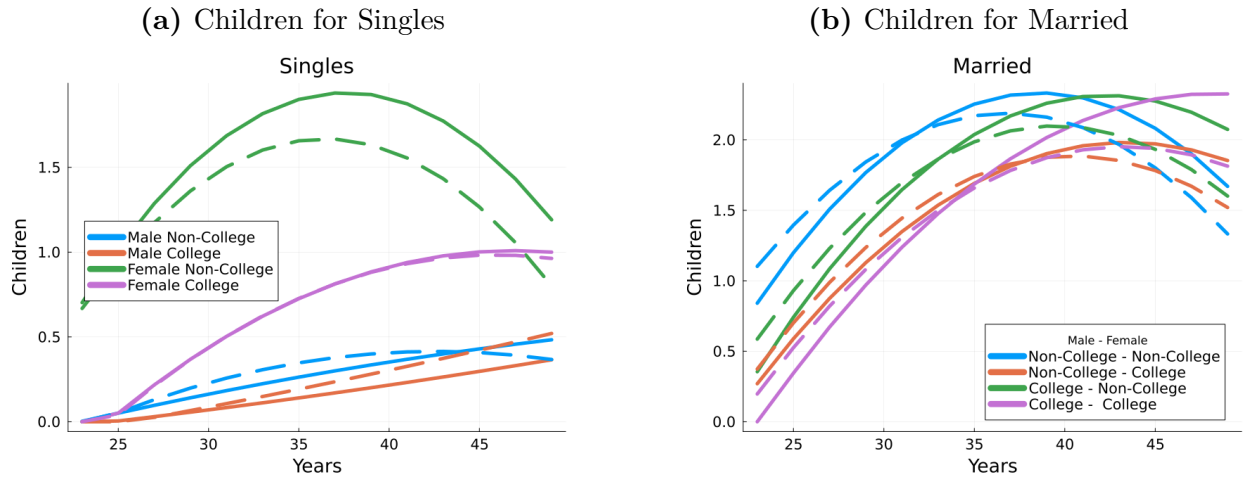 (a) Children for Singles
Singles
Children
1.5
1.0
0.5
0.0
Male Non-College
Male College
Female Non-College
Female College
25 30 35 40 45
Years
(b) Children for Married
Married
Children
2.0
1.5
1.0
0.5
0.0
Male - Female
Non-College - Non-College
Non-College - College
College - Non-College
College - College
25 30 35 40 45
Years